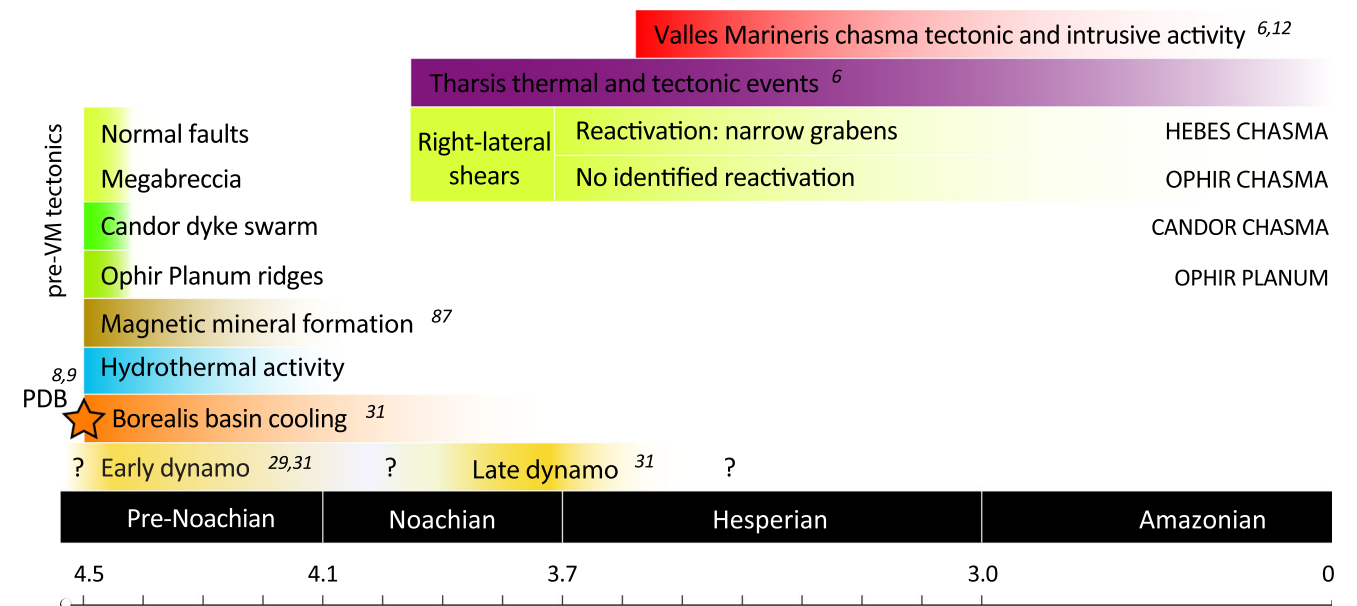 Valles Marineris chasma tectonic and intrusive activity 6,12
Tharsis thermal and tectonic events 6
pre-VM tectonics
Normal faults
Megabreccia
Right-lateral
shears
Reactivation: narrow grabens
HEBES CHASMA
No identified reactivation
OPHIR CHASMA
Candor dyke swarm
CANDOR CHASMA
Ophir Planum ridges
OPHIR PLANUM
Magnetic mineral formation 87
Hydrothermal activity
8,9
PDB
Borealis basin cooling 31
? Early dynamo 29,31 ? Late dynamo 31 ?
Pre-Noachian Noachian Hesperian Amazonian
4.5 4.1 3.7 3.0 0